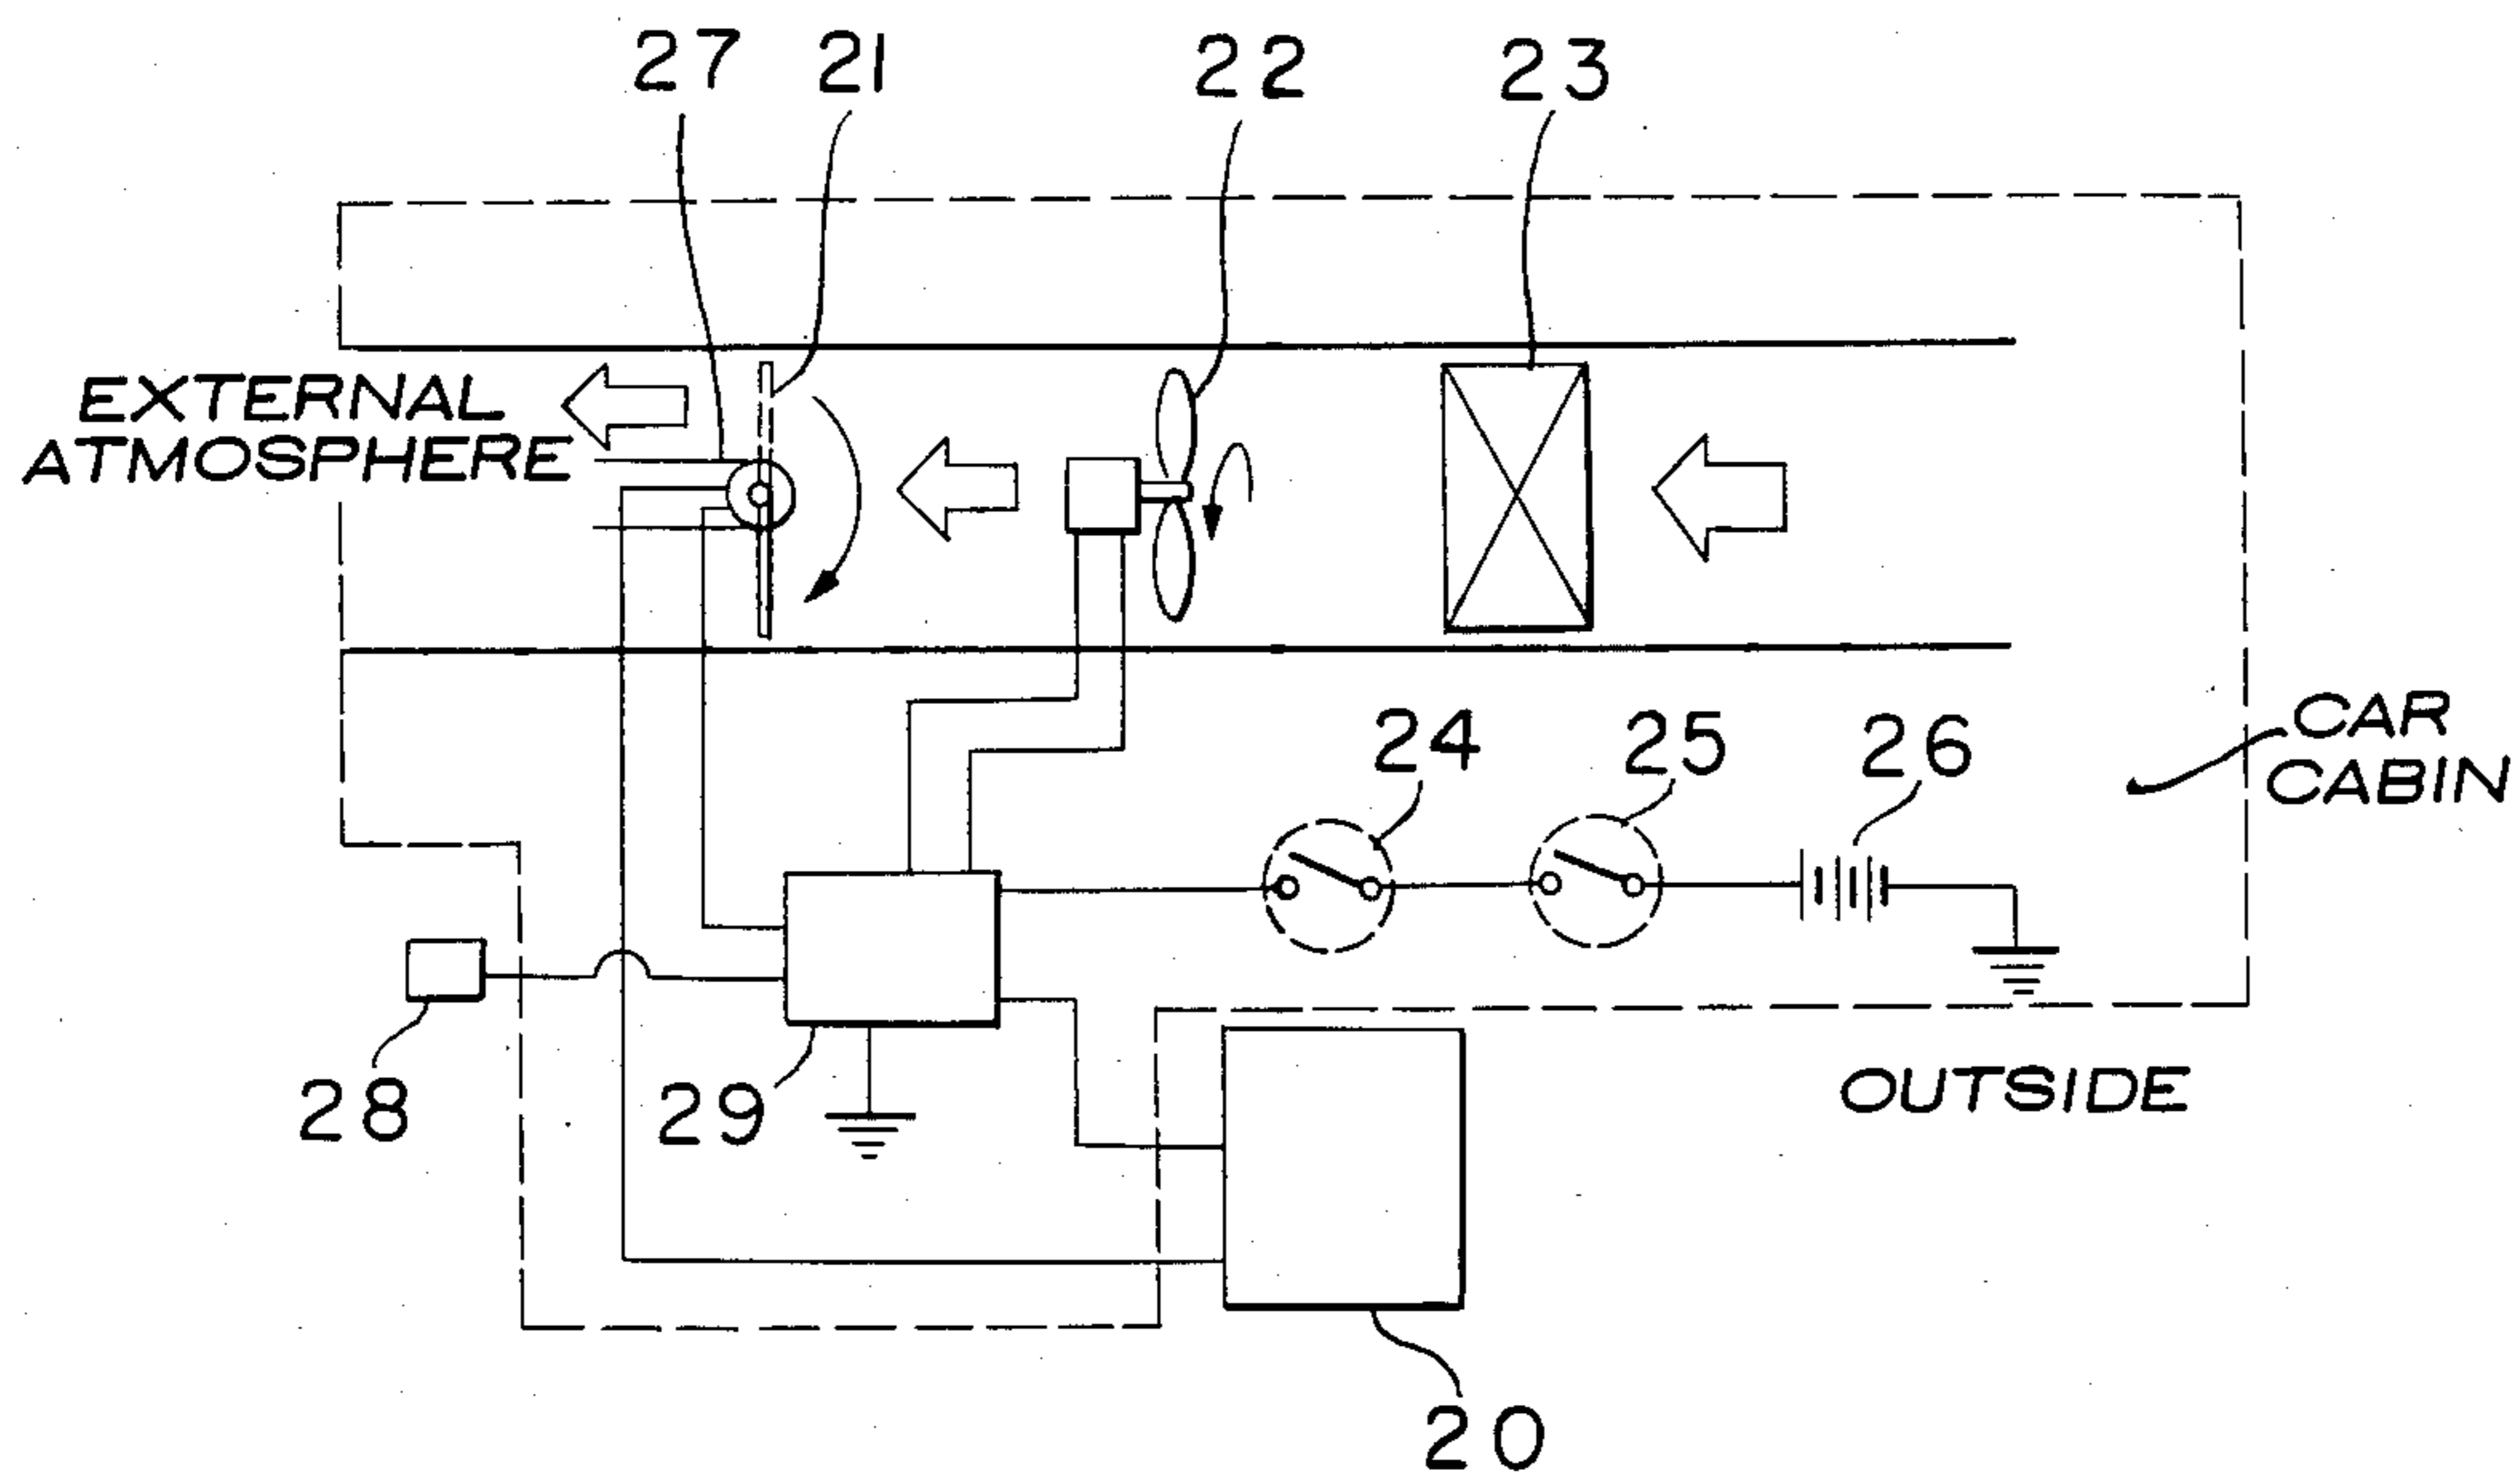 27 21 22 23
EXTERNAL
ATMOSPHERE
24 25 26
CAR
CABIN
28 29
OUTSIDE
20